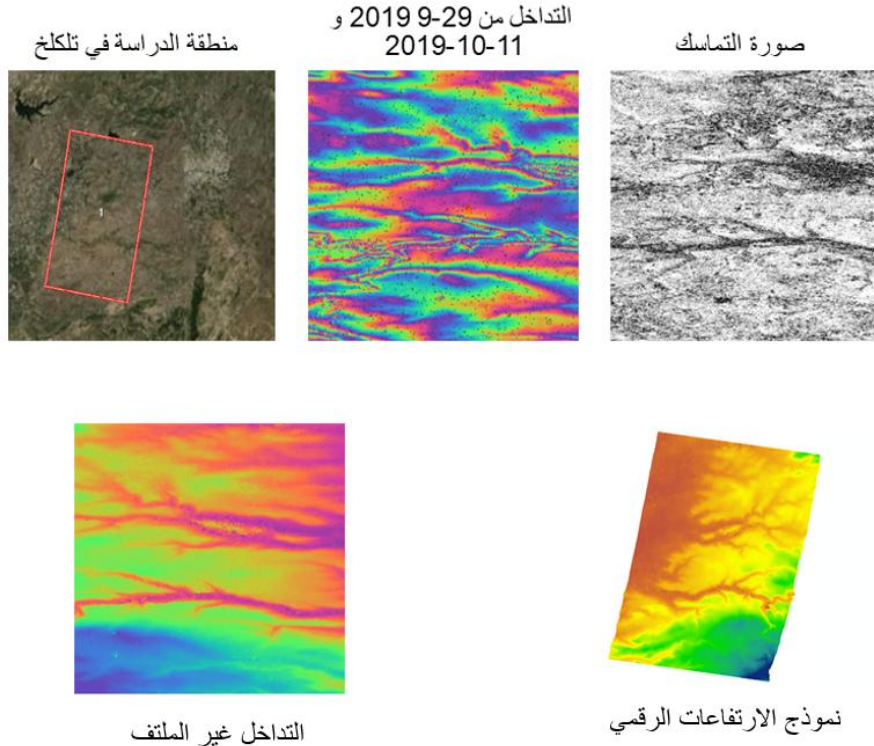 منطقة الدراسة في تلكلخ
التداخل من 29-9 2019 و
2019-10-11
صورة التماسك
1
التداخل غير الملتف
نموذج الارتفاعات الرقمي